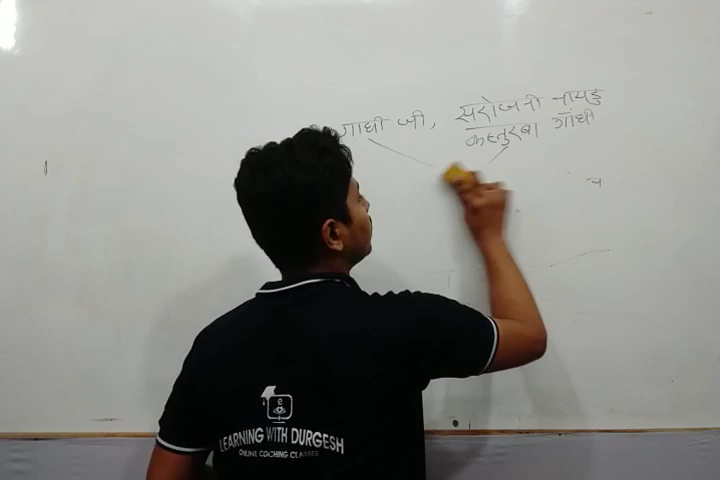 गाधी जी, सरोजनी नायडु
कस्तुरबा गांधी
च
LEARNING WITH DURGESH
ONLINE COACHING CLASSES